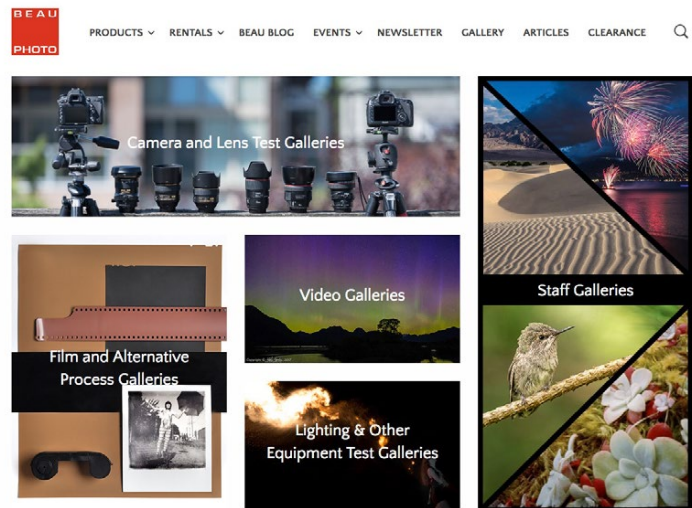 BEAU
PHOTO
PRODUCTS
RENTALS
BEAU BLOG
EVENTS
NEWSLETTER
GALLERY
ARTICLES
CLEARANCE
Camera and Lens Test Galleries
Film and Alternative
Process Galleries
Video Galleries
Lighting & Other
Equipment Test Galleries
Staff Galleries